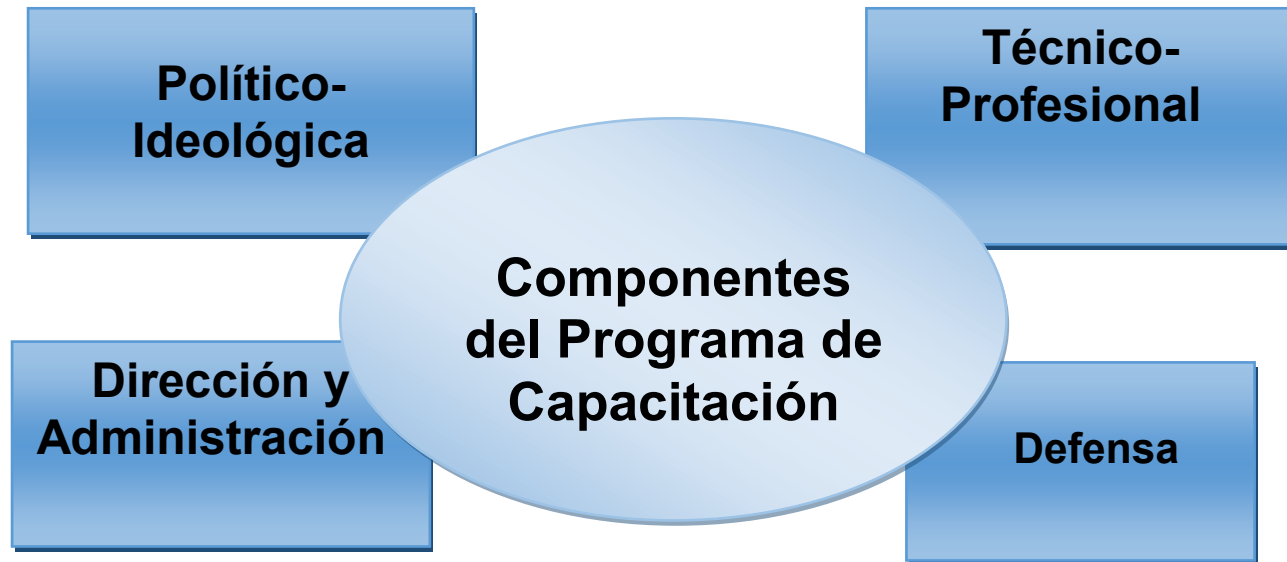 Político-
Ideológica
Técnico-
Profesional
Componentes
del Programa de
Capacitación
Dirección y
Administración
Defensa